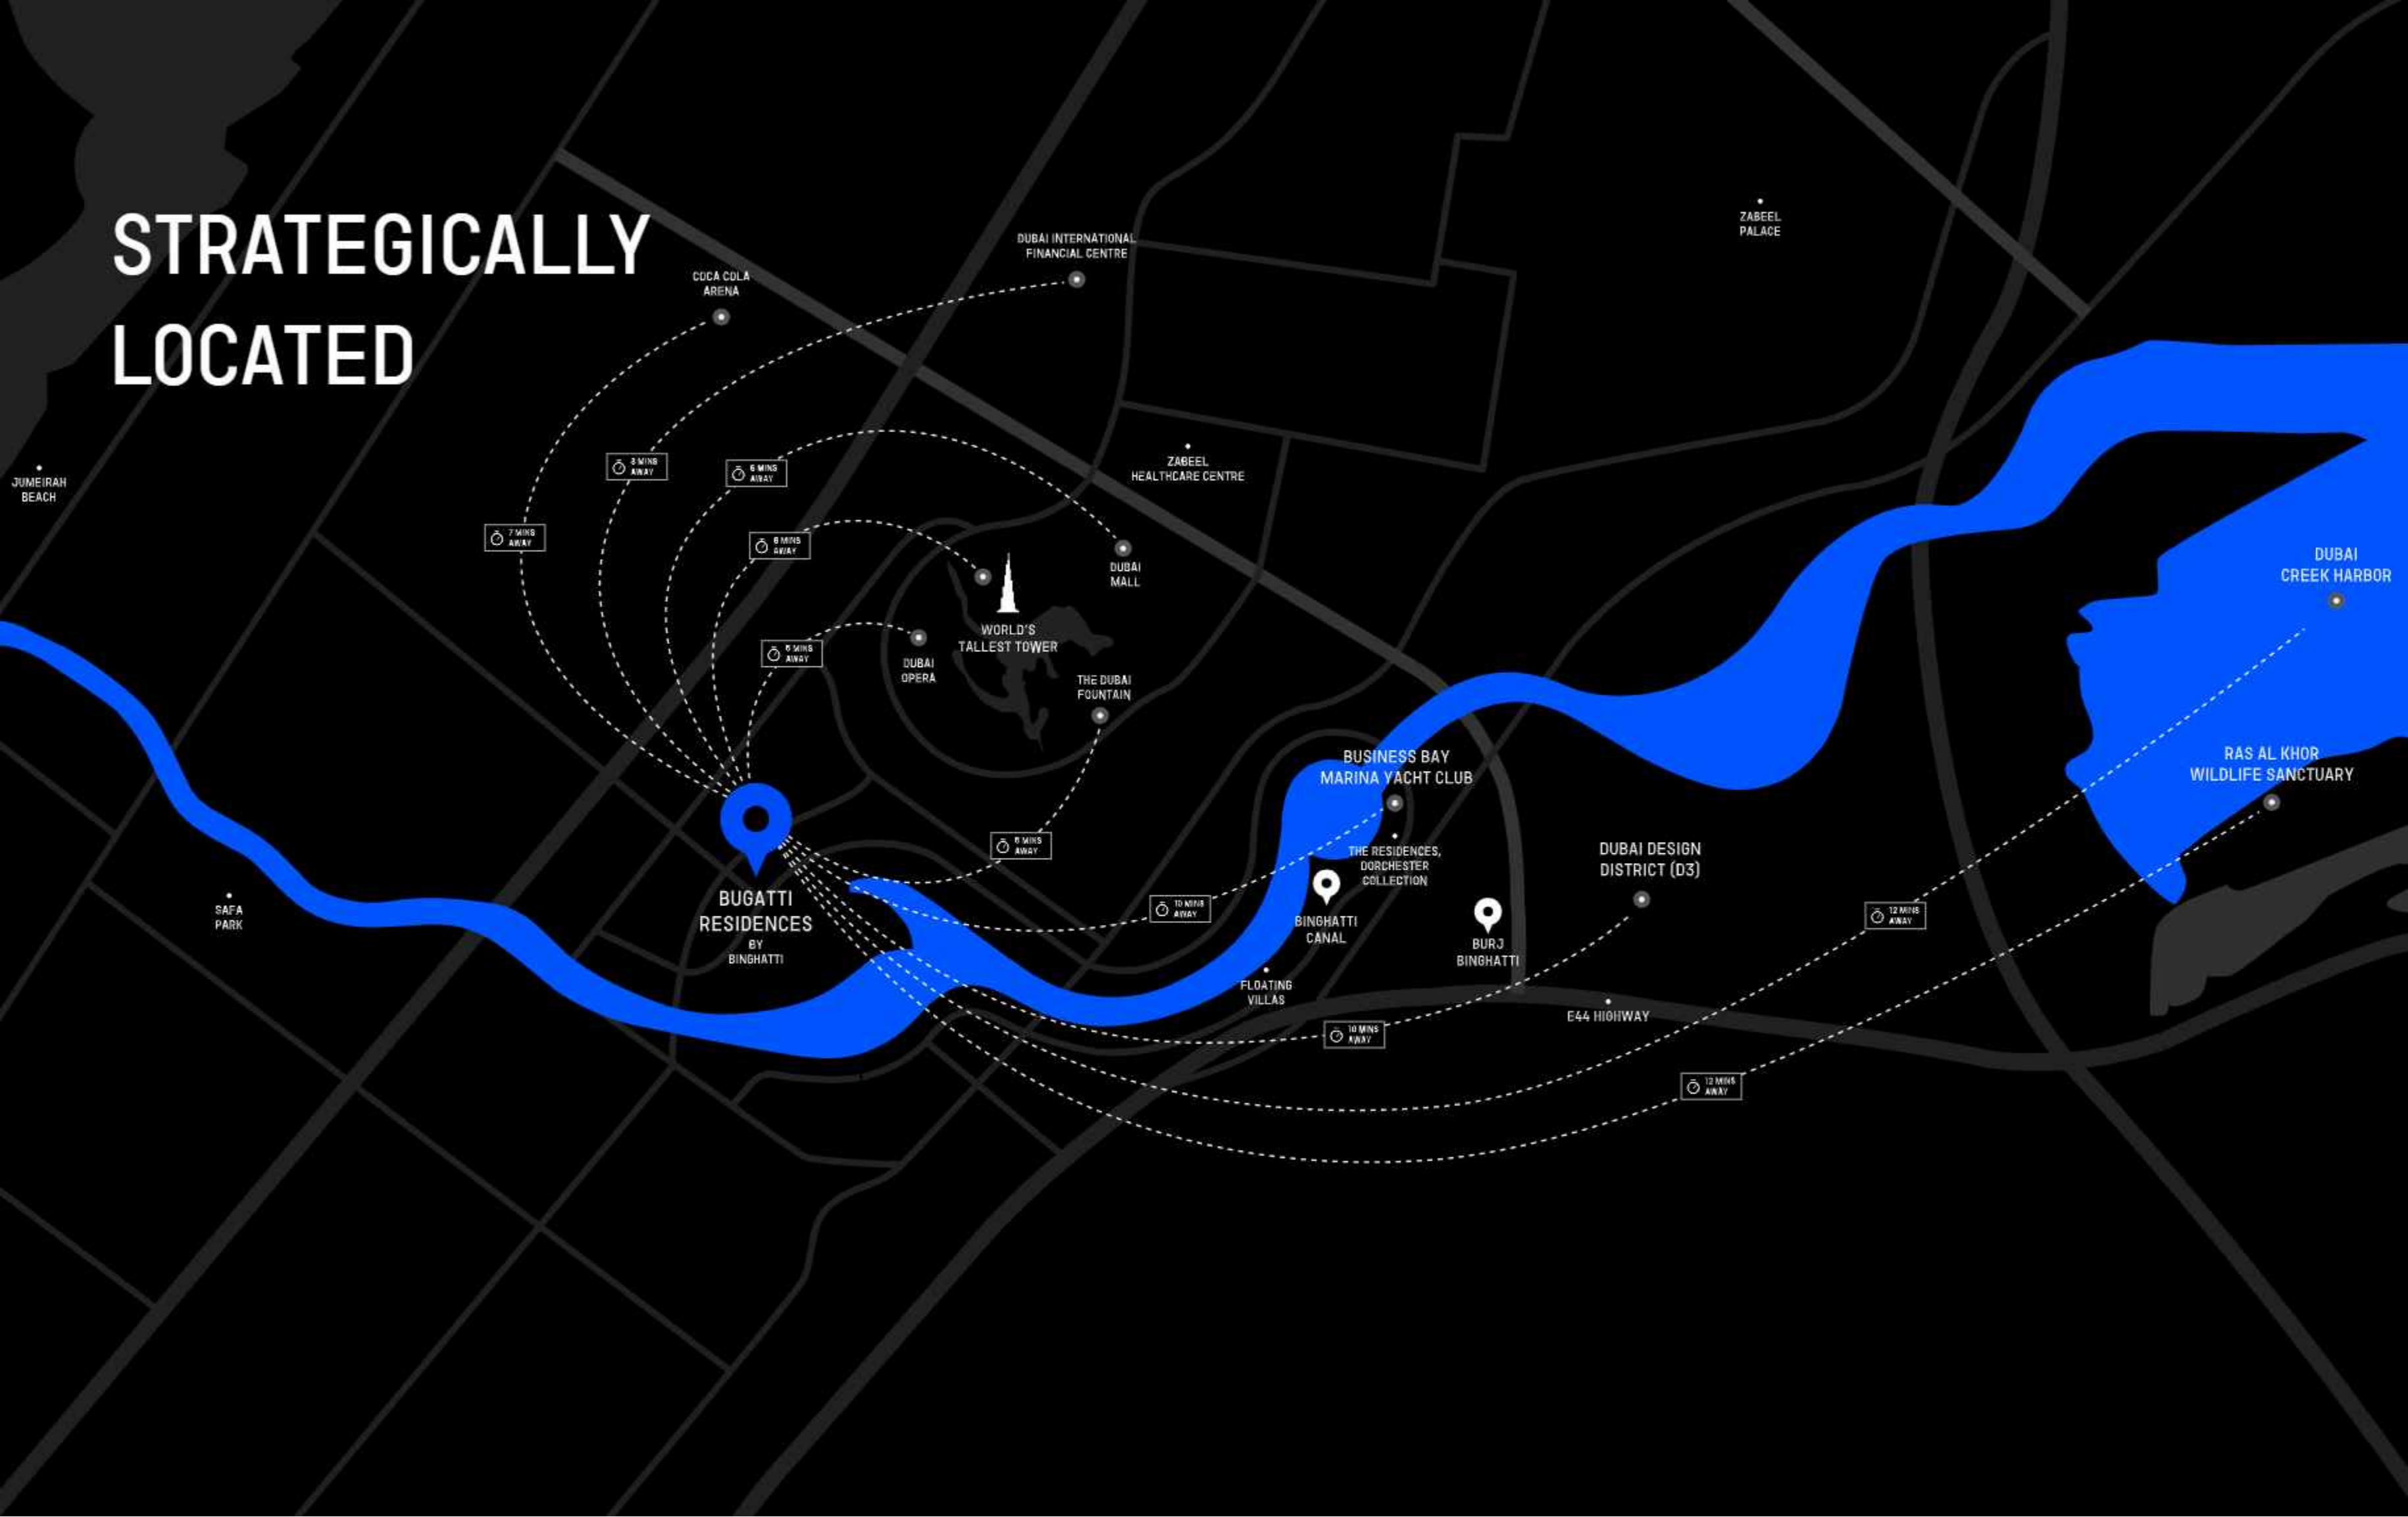 STRATEGICALLY
LOCATED
DUBAI INTERNATIONAL
FINANCIAL CENTRE
COCA COLA
ARENA
ZABEEL
PALACE
JUMEIRAH
BEACH
ZABEEL
HEALTHCARE CENTRE
MINS
AWAY
6 MINS
AWAY
7 MINS
AWAY
MINS
AWAY
DUBAI
MALL
DUBAI
CREEK HARBOR
WORLD'S
TALLEST TOWER
MINS
AWAY
DUBAI
OPERA
THE DUBAI
FOUNTAIN
BUSINESS BAY
MARINA YACHT CLUB
RAS AL KHOR
WILDLIFE SANCTUARY
MINS
AWAY
THE RESIDENCES,
DORCHESTER
COLLECTION
DUBAI DESIGN
DISTRICT (D3)
BUGATTI
RESIDENCES
BY
BINGHATTI
SAFA
PARK
10 MINS
AWAY
BINGHATTI
CANAL
BURJ
BINGHATTI
12 MINS
AWAY
FLOATING
VILLAS
E44 HIGHWAY
10 MINS
AWAY
12 MINS
AWAY